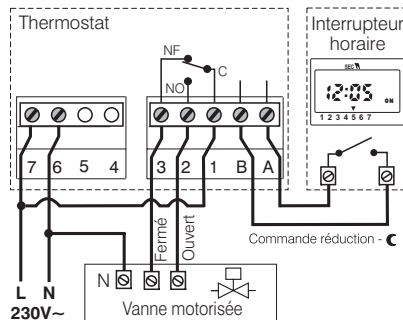 Thermostat
Interrupteur
horaire
NF
C
NO
SEC
12:05
ON
1 2 3 4 5 6 7
7 6 5 4 3 2 1 B A
Commande réduction -
Fermé
Ouvert
N
L N
230V~
Vanne motorisée